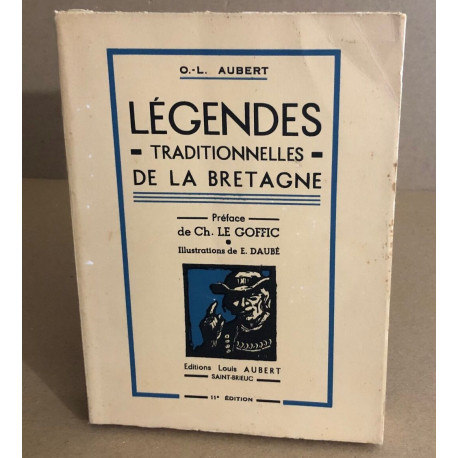 O.-L. AUBERT
LÉGENDES
TRADITIONNELLES
DE LA BRETAGNE
Préface
de Ch. LE GOFFIC
Illustrations de E. DAUBÉ
Editions Louis AUBERT
SAINT-BRIEUC
11e ÉDITION